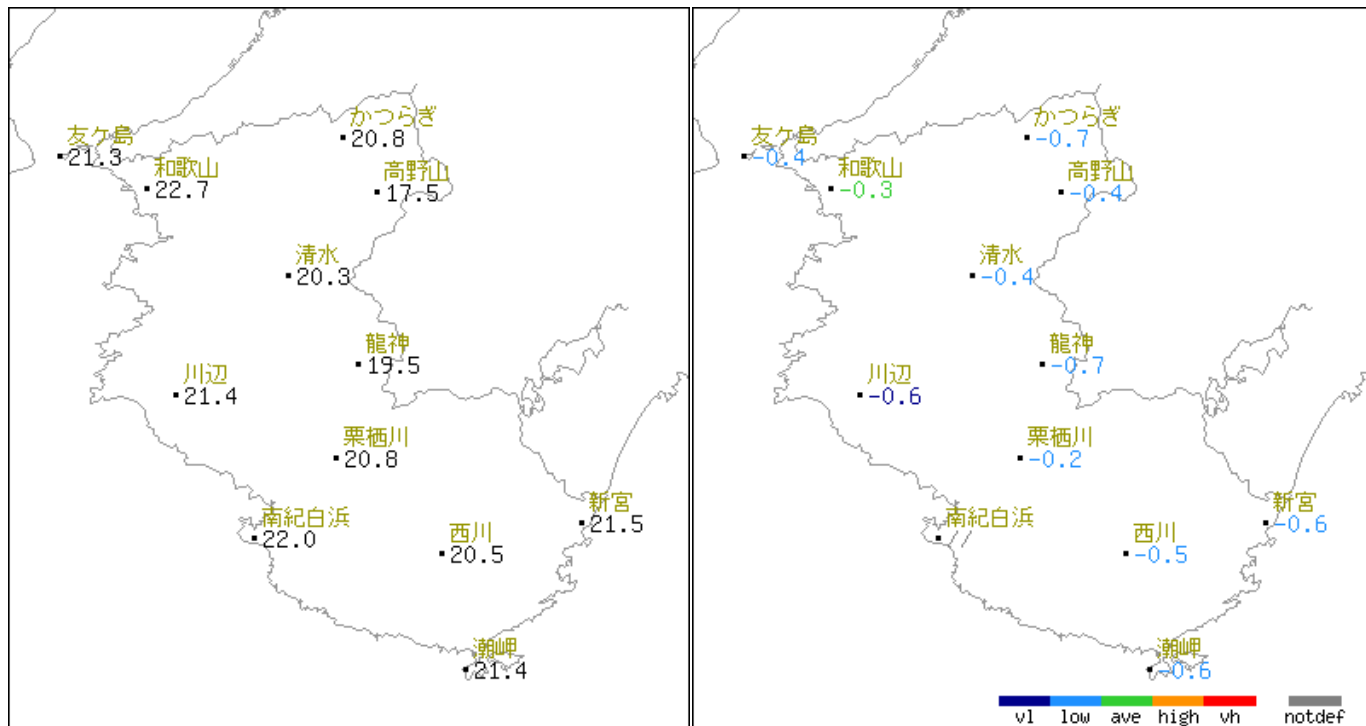 かつらぎ
20.8
友ケ島
21.3
和歌山
22.7
高野山
17.5
清水
20.3
龍神
19.5
川辺
21.4
栗栖川
20.8
南紀白浜
22.0
新宮
21.5
西川
20.5
潮岬
21.4
かつらぎ
-0.7
友ケ島
-0.4
和歌山
-0.3
高野山
-0.4
清水
-0.4
龍神
-0.7
川辺
-0.6
栗栖川
-0.2
南紀白浜
//
新宮
-0.6
西川
-0.5
潮岬
-0.6
vl low ave high vh notdef